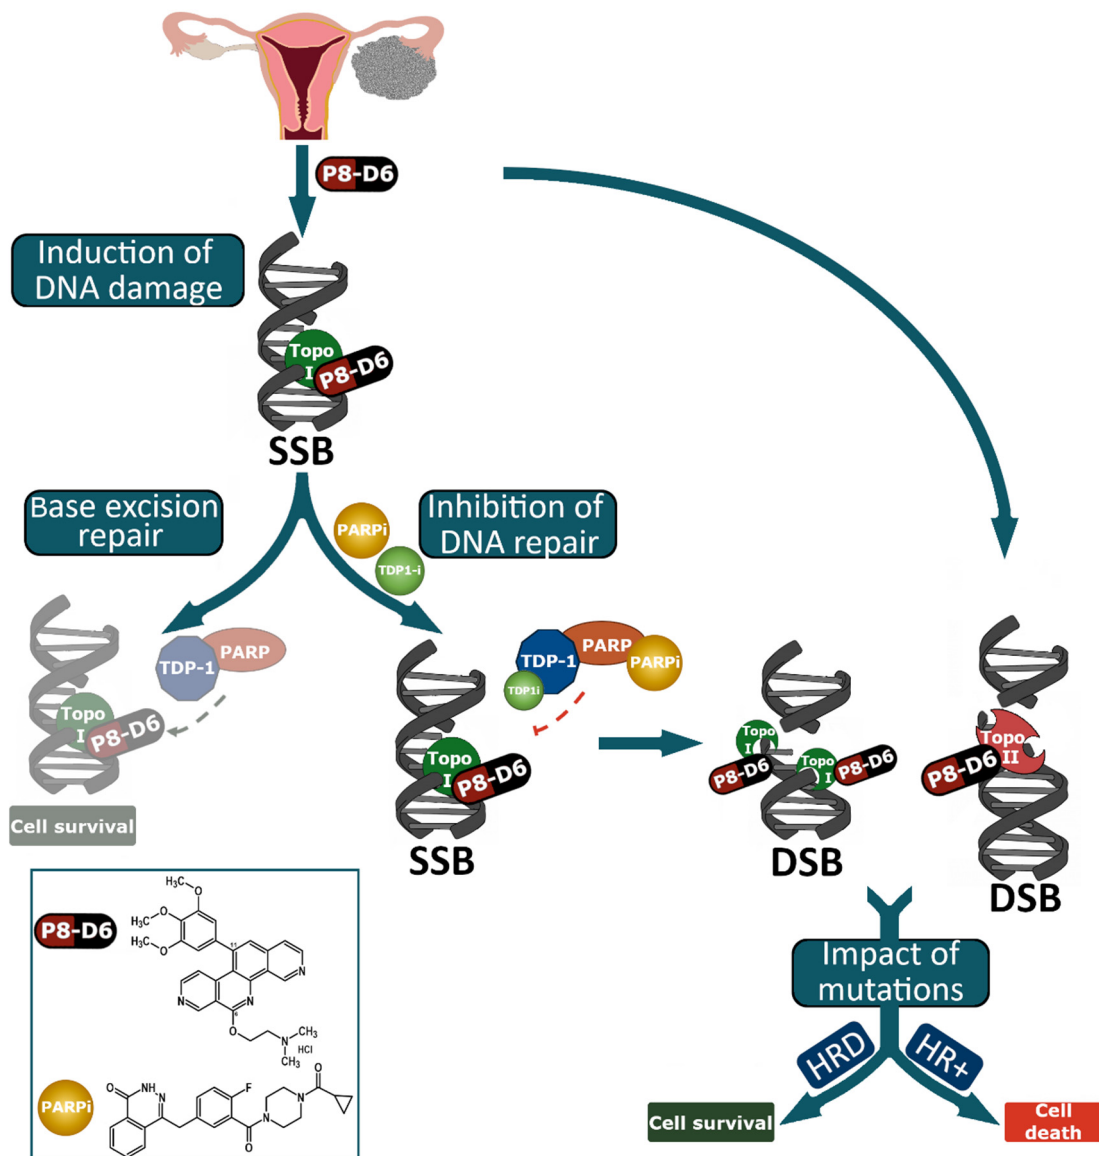 P8-D6
Induction of
DNA damage
Topo
I
P8-D6
SSB
Base excision
repair
PARPi
TDP1-i
Inhibition of
DNA repair
TDP-1
PARP
Topo
I
P8-D6
Cell survival
TDP-1
PARP
PARPi
TDP1i
Topo
I
P8-D6
SSB
Topo
I
P8-D6
Topo
I
P8-D6
DSB
Topo
II
P8-D6
DSB
Impact of
mutations
HRD
HR+
Cell survival
Cell
death
P8-D6
H₃C
O
H₃C
O
H₃C
O
11
N
N
N
6
O
N
CH₃
CH₃
HCl
PARPi
O
NH
N
F
O
N
N
O